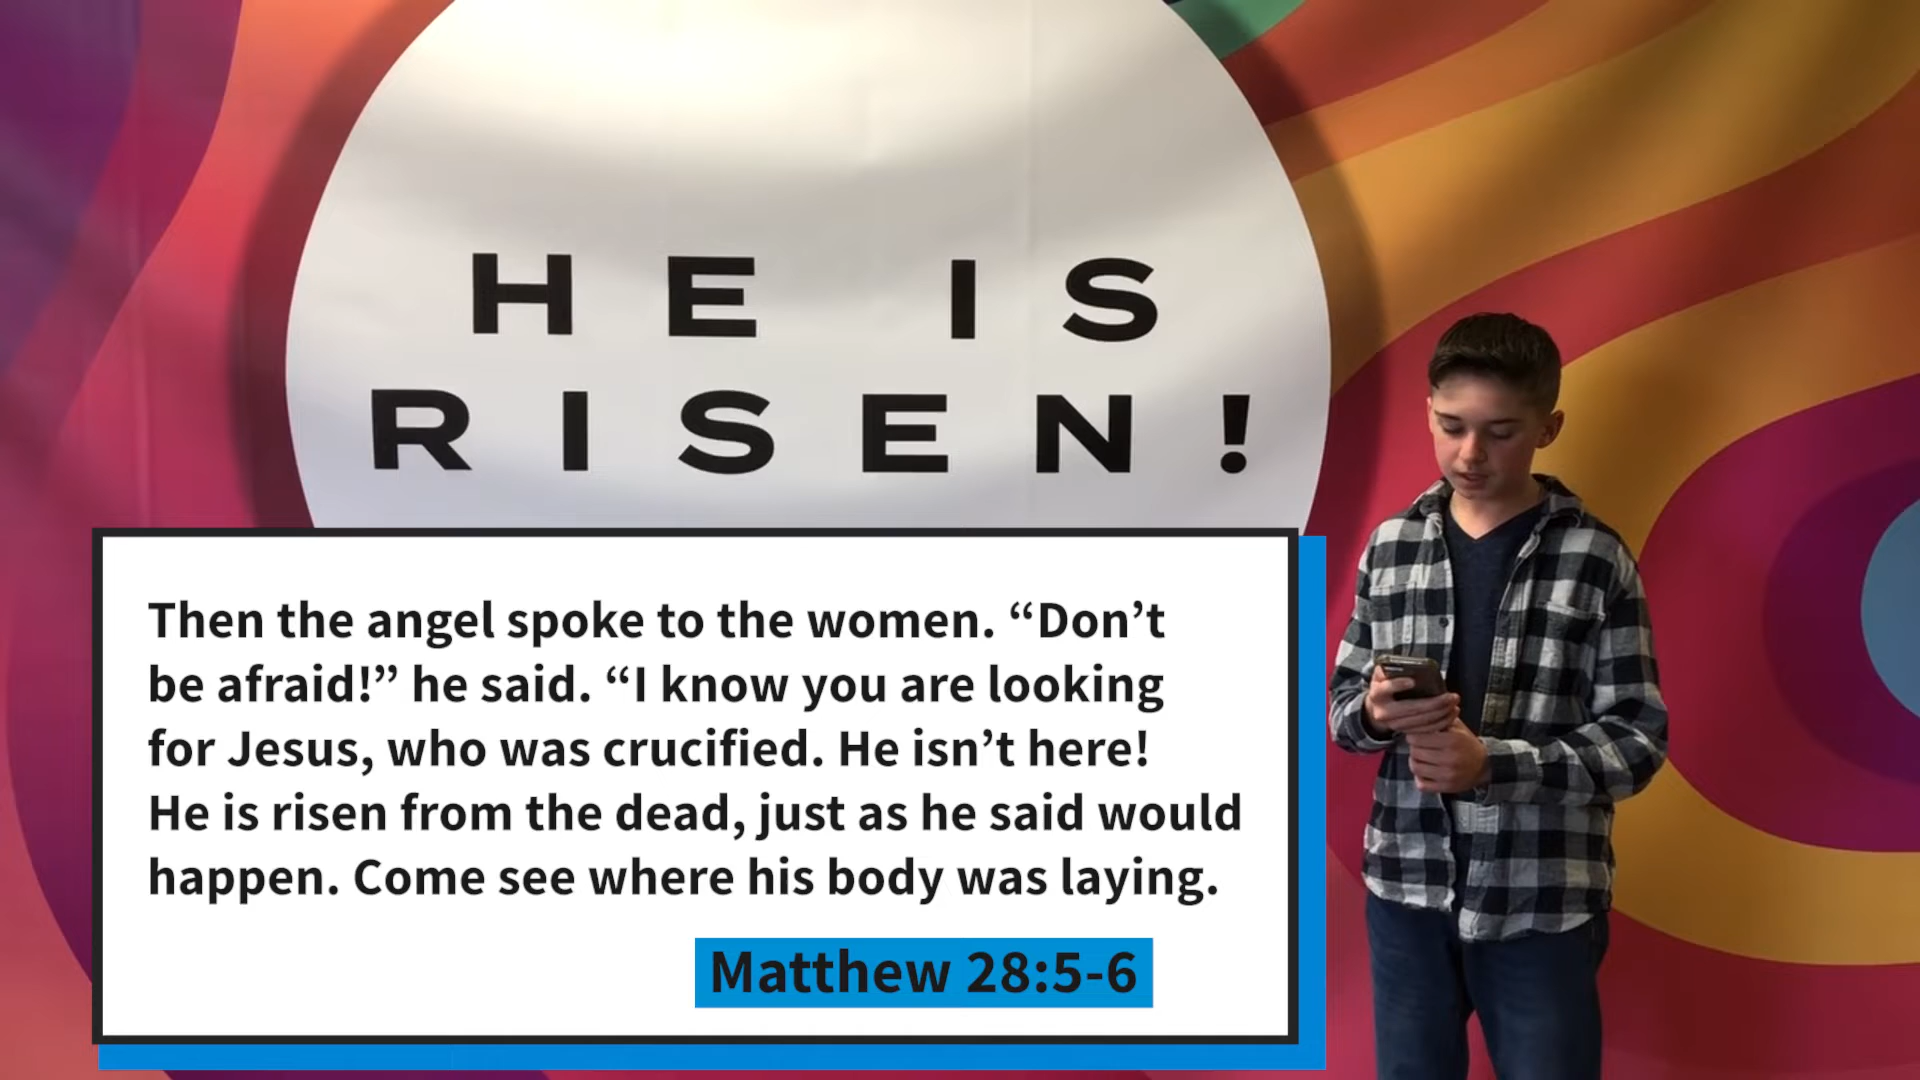 HE IS
RISEN!
Then the angel spoke to the women. “Don’t
be afraid!” he said. “I know you are looking
for Jesus, who was crucified. He isn’t here!
He is risen from the dead, just as he said would
happen. Come see where his body was laying.
Matthew 28:5-6